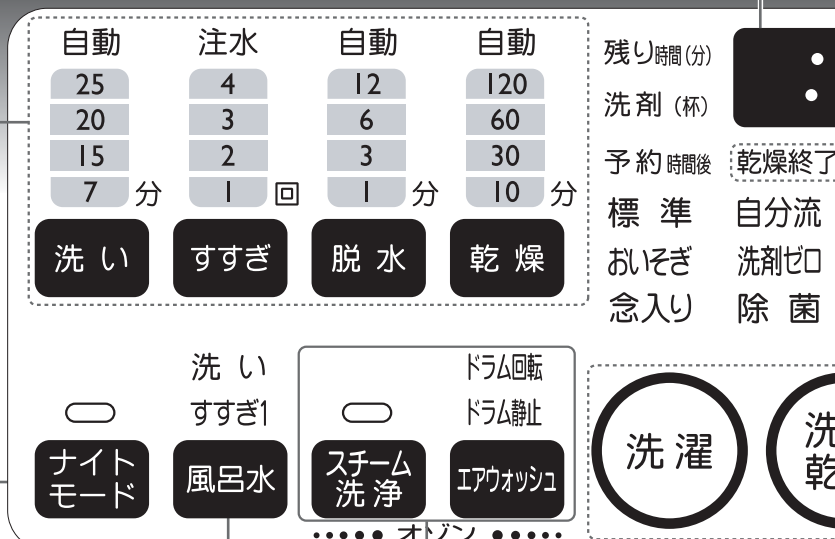 自動
25
20
15
7 分
洗い
注水
4
3
2
1 回
すすぎ
自動
12
6
3
1 分
脱水
自動
120
60
30
10 分
乾燥
残り時間(分)
洗剤(杯)
予約時間後 乾燥終了
標準 自分流
おいそぎ 洗剤ゼロ
念入り 除菌
ナイト
モード
洗い
すすぎ1
風呂水
スチーム
洗浄
ドラム回転
ドラム静止
エアウォッシュ
オゾン
洗濯
洗
乾